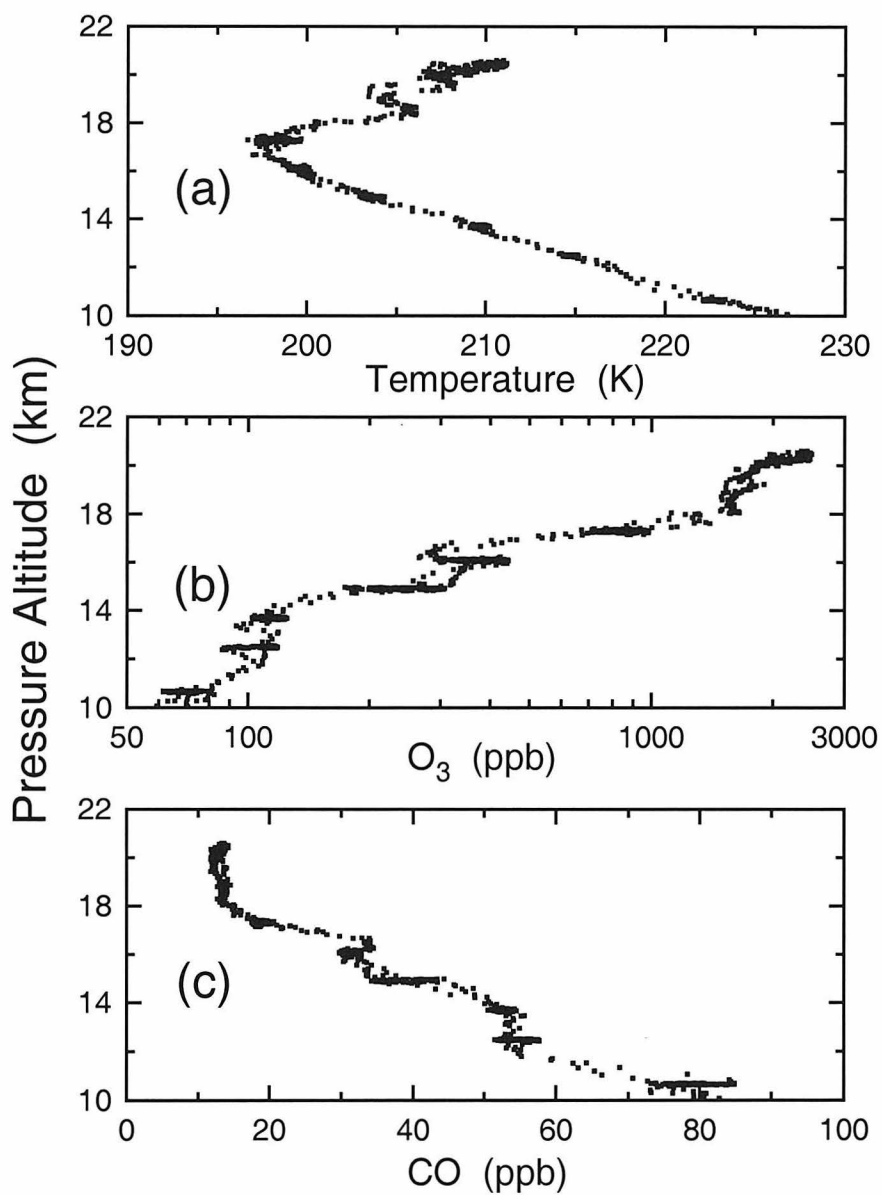 Pressure Altitude (km)
22
18
14
10
(a)
190 200 210 220 230
Temperature (K)
22
18
14
10
(b)
50 100 1000 3000
O₃ (ppb)
22
18
14
10
(c)
0 20 40 60 80 100
CO (ppb)